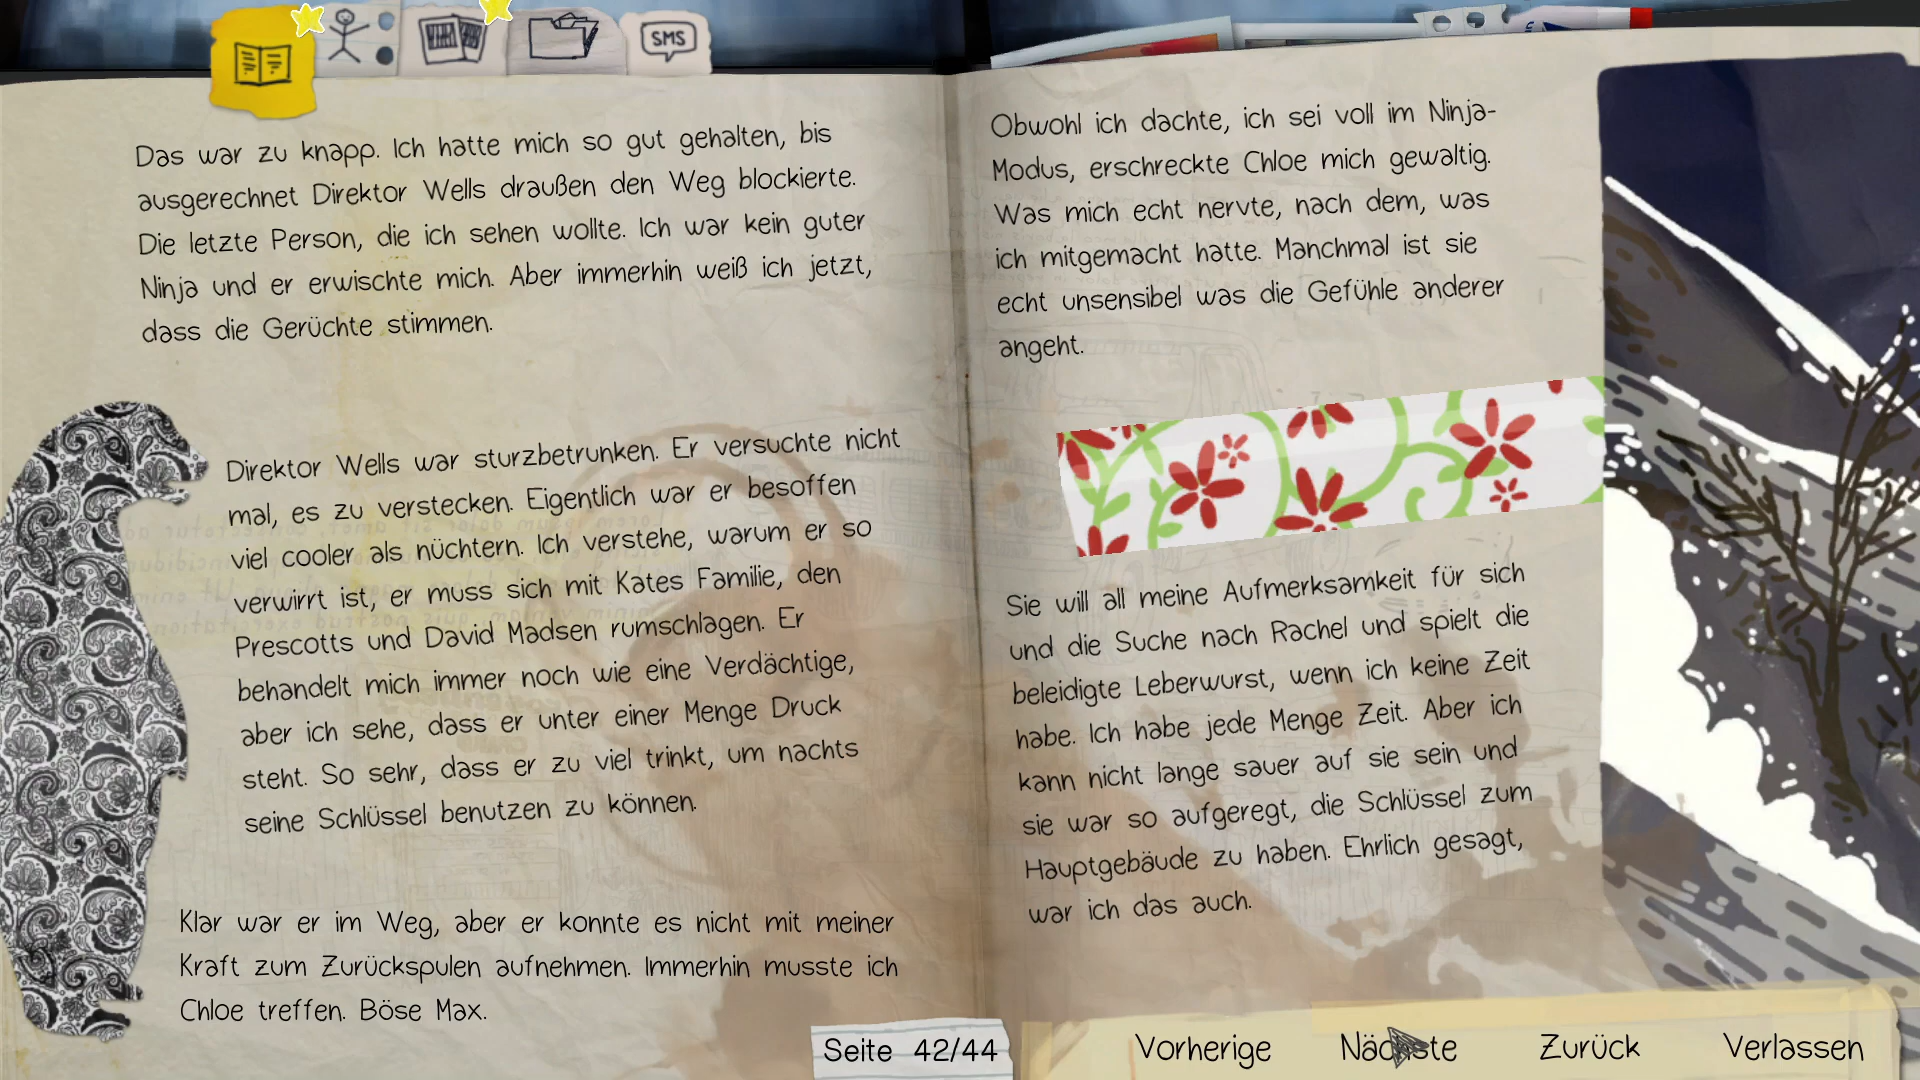 SMS
Das war zu knapp. Ich hatte mich so gut gehalten, bis
ausgerechnet Direktor Wells draußen den Weg blockierte.
Die letzte Person, die ich sehen wollte. Ich war kein guter
Ninja und er erwischte mich. Aber immerhin weiß ich jetzt,
dass die Gerüchte stimmen.
Direktor Wells war sturzbetrunken. Er versuchte nicht
mal, es zu verstecken. Eigentlich war er besoffen
viel cooler als nüchtern. Ich verstehe, warum er so
verwirrt ist, er muss sich mit Kates Familie, den
Prescotts und David Madsen rumschlagen. Er
behandelt mich immer noch wie eine Verdächtige,
aber ich sehe, dass er unter einer Menge Druck
steht. So sehr, dass er zu viel trinkt, um nachts
seine Schlüssel benutzen zu können.
Klar war er im Weg, aber er konnte es nicht mit meiner
Kraft zum Zurückspulen aufnehmen. Immerhin musste ich
Chloe treffen. Böse Max.
Obwohl ich dachte, ich sei voll im Ninja-
Modus, erschreckte Chloe mich gewaltig.
Was mich echt nervte, nach dem, was
ich mitgemacht hatte. Manchmal ist sie
echt unsensibel was die Gefühle anderer
angeht.
Sie will all meine Aufmerksamkeit für sich
und die Suche nach Rachel und spielt die
beleidigte Leberwurst, wenn ich keine Zeit
habe. Ich habe jede Menge Zeit. Aber ich
kann nicht lange sauer auf sie sein und
sie war so aufgeregt, die Schlüssel zum
Hauptgebäude zu haben. Ehrlich gesagt,
war ich das auch.
Seite 42/44
Vorherige
Nächste
Zurück
Verlassen